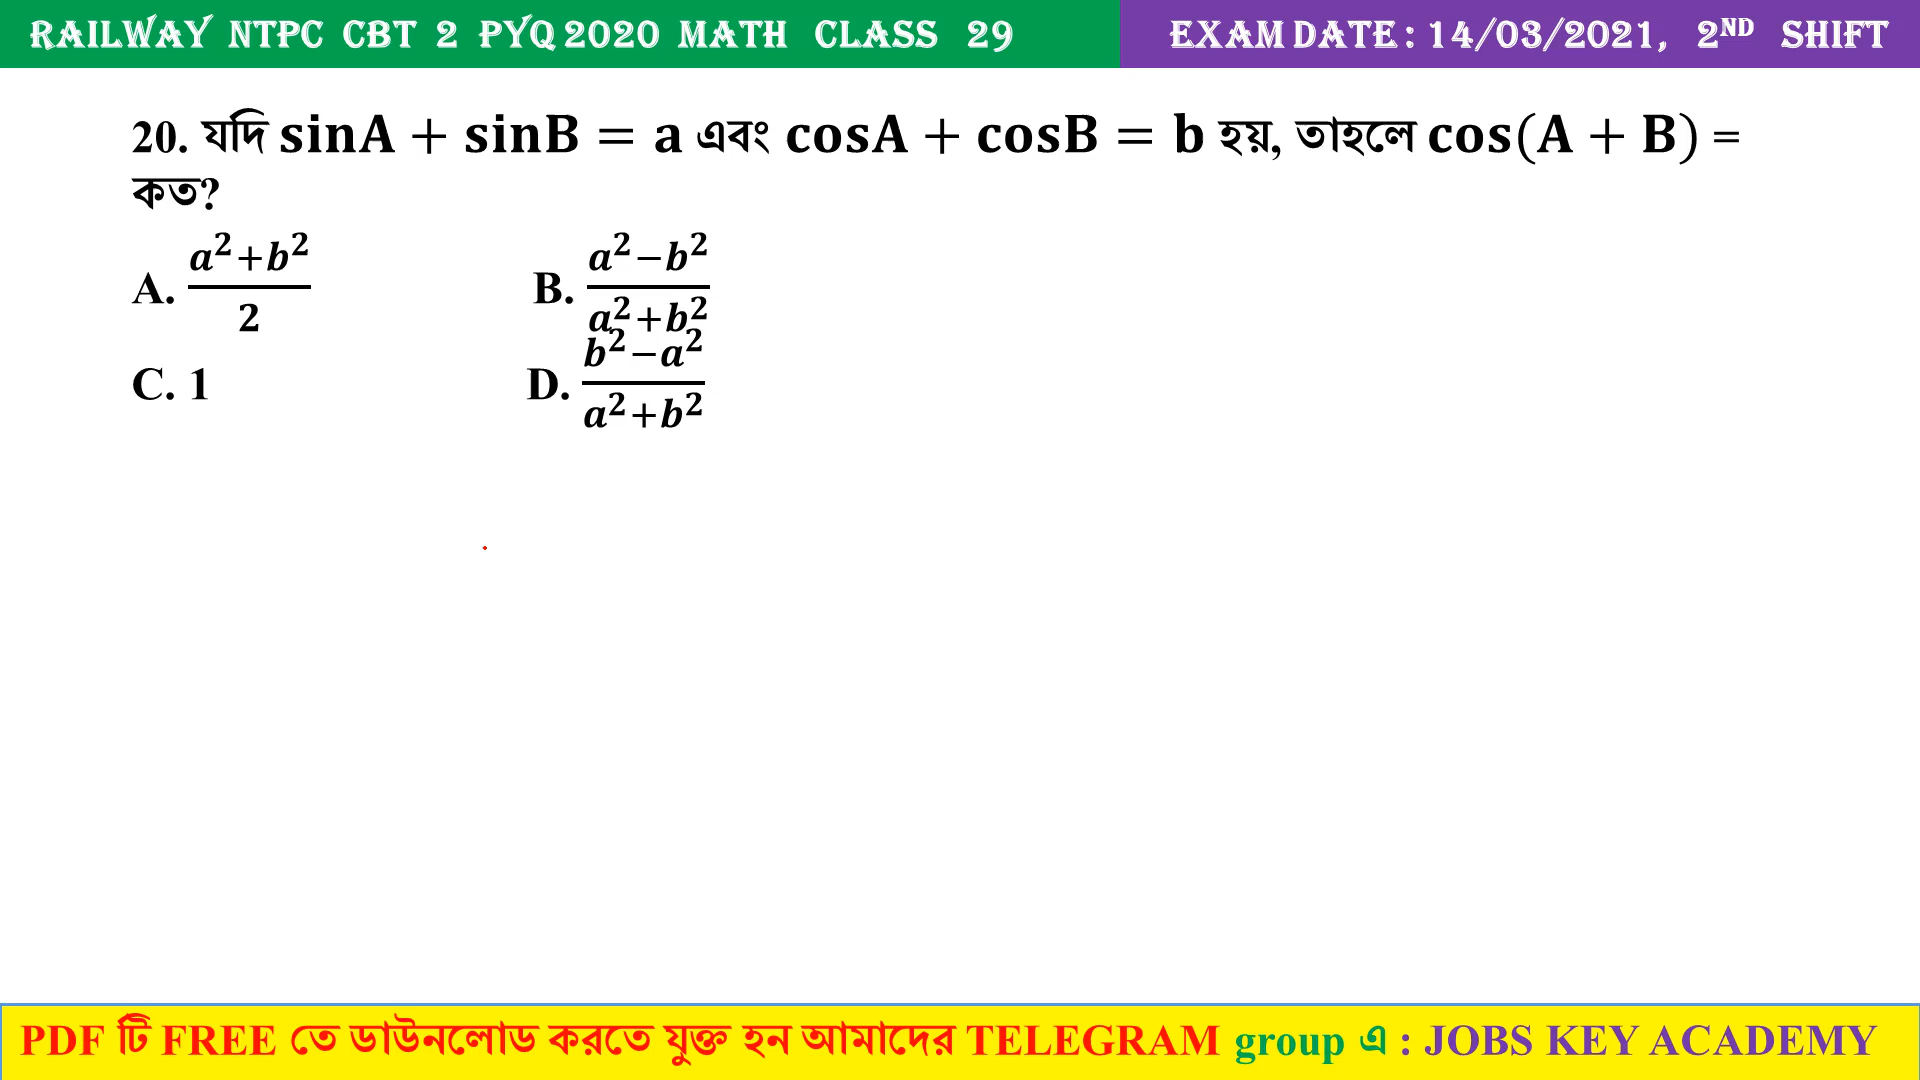 RAILWAY NTPC CBT 2 PYQ 2020 MATH CLASS 29
EXAM DATE : 14/03/2021, 2ND SHIFT
20. যদি sinA + sinB = a এবং cosA + cosB = b হয়, তাহলে cos(A + B) =
কত?
A. (a²+b²)/2 B. (a²−b²)/(a²+b²)
C. 1 D. (b²−a²)/(a²+b²)
PDF টি FREE তে ডাউনলোড করতে যুক্ত হন আমাদের TELEGRAM group এ : JOBS KEY ACADEMY